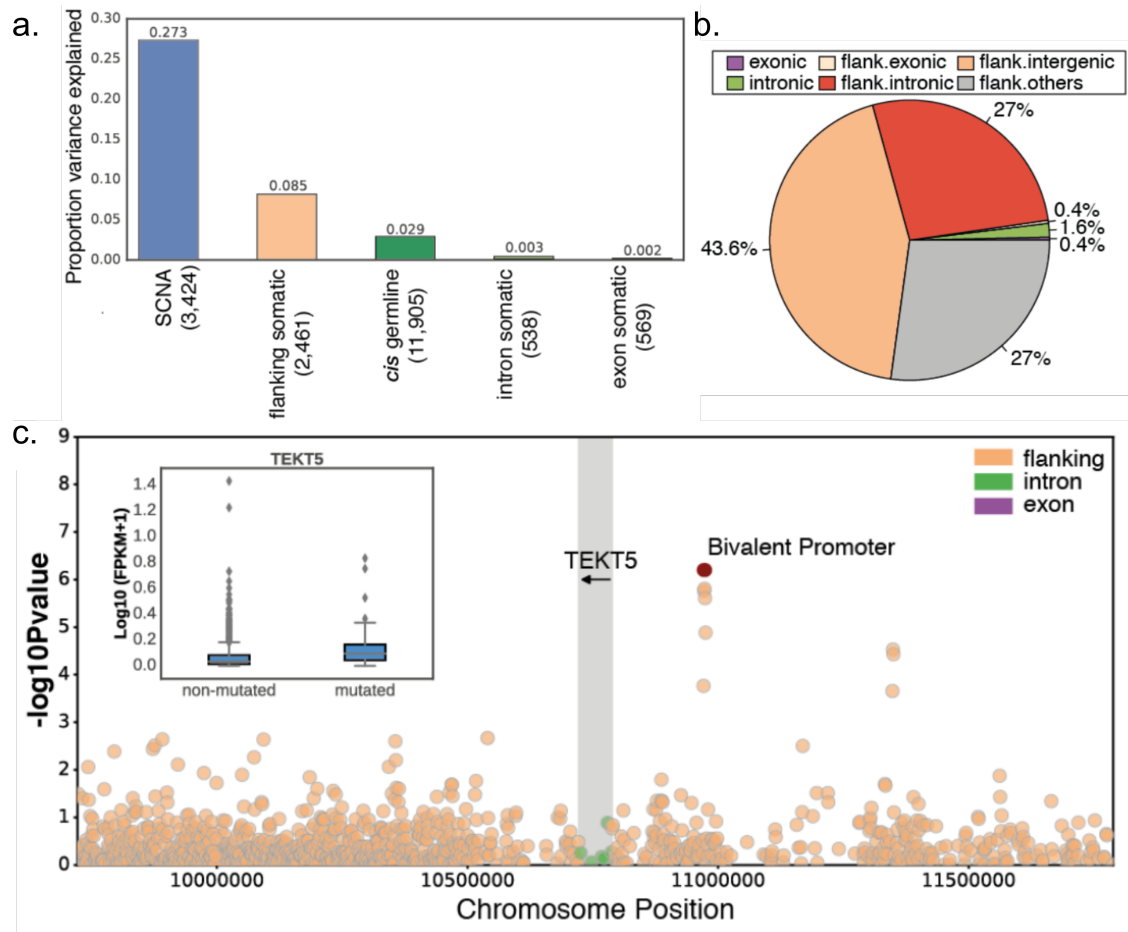 a.
Proportion variance explained
0.30
0.25
0.20
0.15
0.10
0.05
0.00
0.273
0.085
0.029
0.003
0.002
SCNA
(3,424)
flanking somatic
(2,461)
cis germline
(11,905)
intron somatic
(538)
exon somatic
(569)
b.
exonic flank.exonic flank.intergenic
intronic flank.intronic flank.others
27%
0.4%
1.6%
0.4%
43.6%
27%
c.
-log10Pvalue
9
8
7
6
5
4
3
2
1
0
TEKT5
Log10 (FPKM+1)
1.4
1.2
1.0
0.8
0.6
0.4
0.2
0.0
non-mutated mutated
flanking
intron
exon
Bivalent Promoter
TEKT5
10000000 10500000 11000000 11500000
Chromosome Position